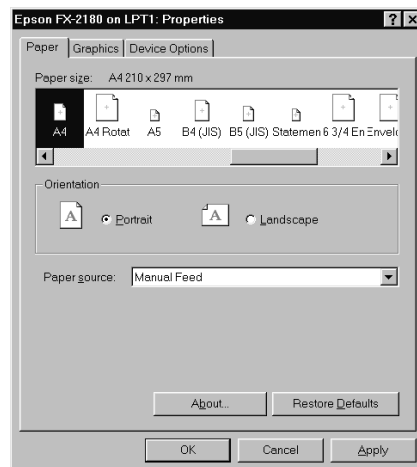 Epson FX-2180 on LPT1: Properties
Paper Graphics Device Options
Paper size: A4 210 x 297 mm
A4 A4 Rotat A5 B4 (JIS) B5 (JIS) Statemen 6 3/4 En Envelo
Orientation
A Portrait A Landscape
Paper source: Manual Feed
About... Restore Defaults
OK Cancel Apply